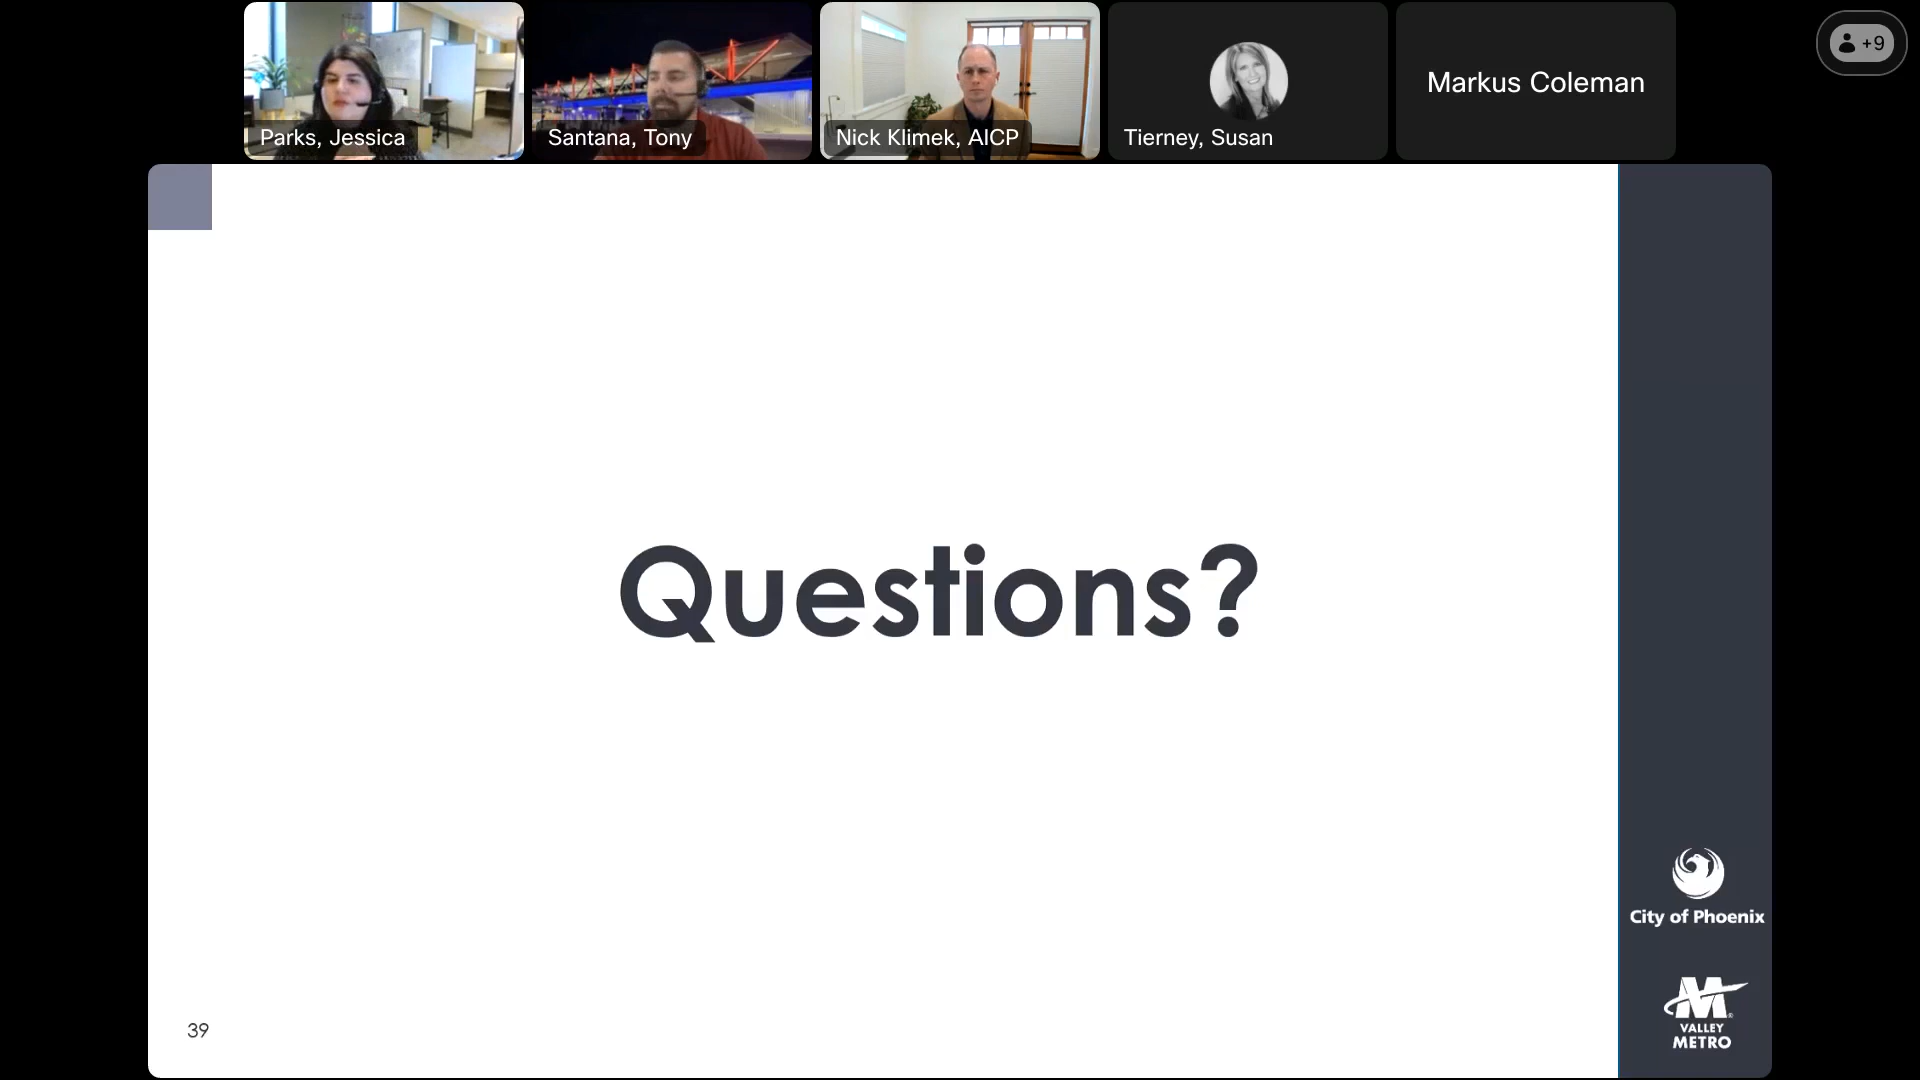 Parks, Jessica
Santana, Tony
Nick Klimek, AICP
Tierney, Susan
Markus Coleman
+9
Questions?
City of Phoenix
VALLEY
METRO
39